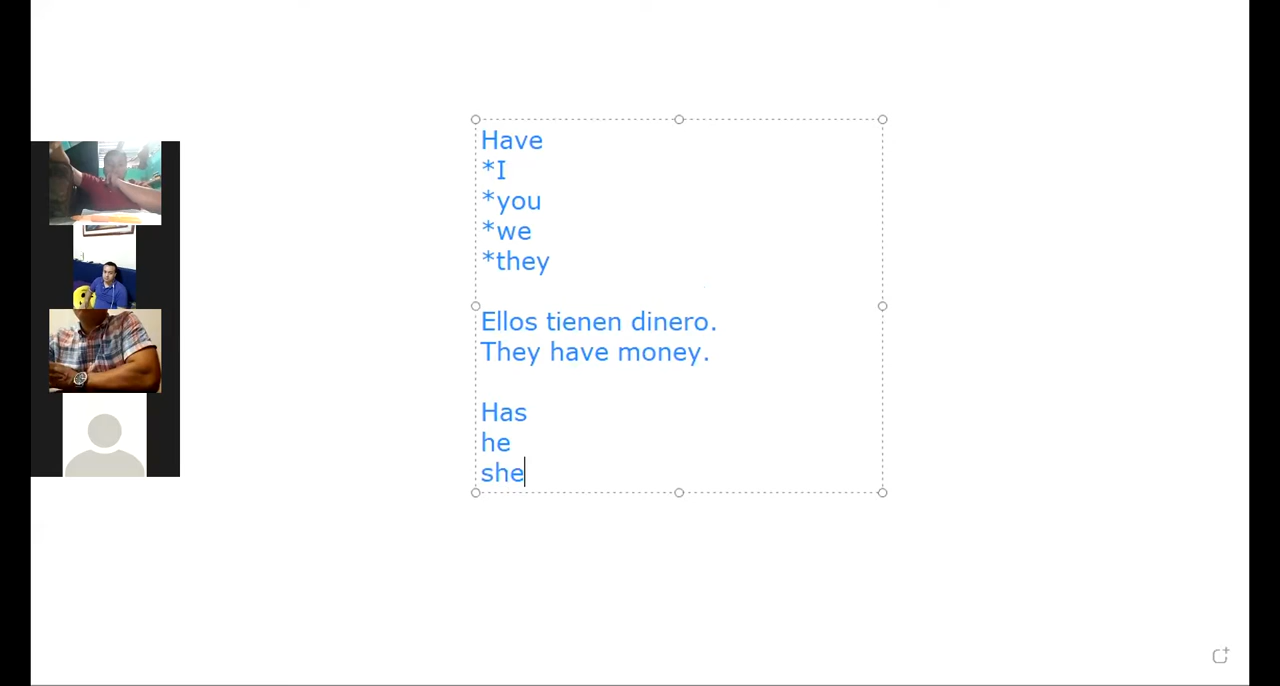 Have
*I
*you
*we
*they
Ellos tienen dinero.
They have money.
Has
he
she